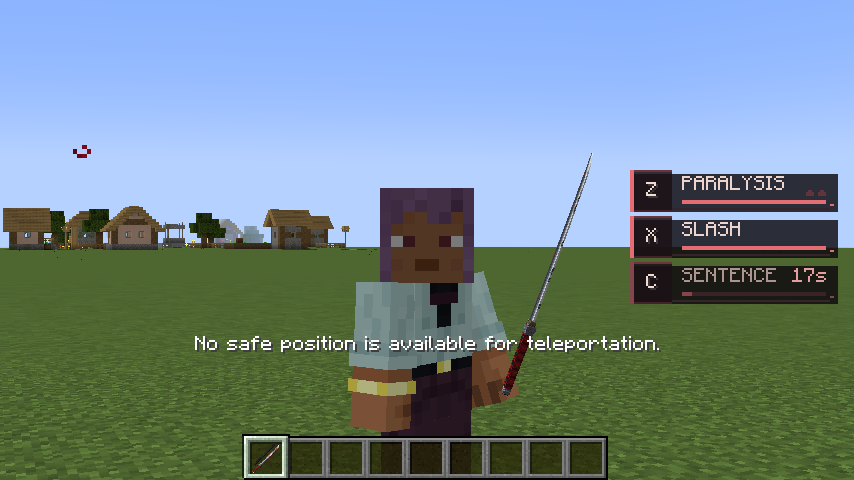 Z PARALYSIS
X SLASH
C SENTENCE 17s
No safe position is available for teleportation.